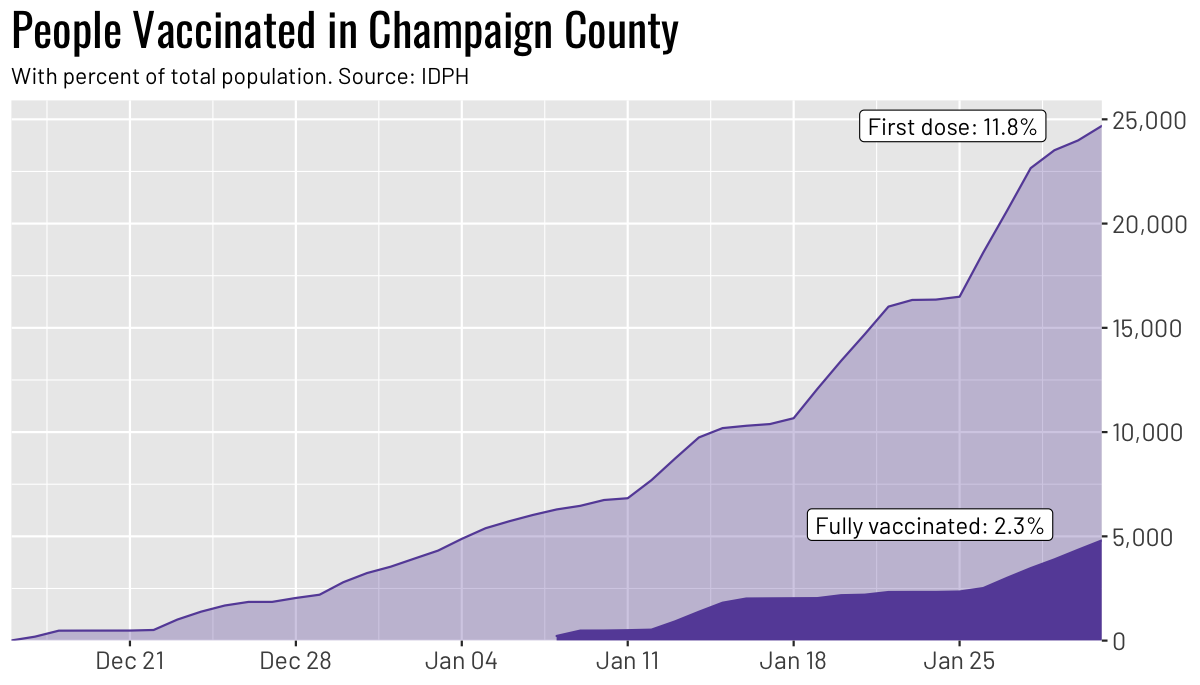 People Vaccinated in Champaign County
With percent of total population. Source: IDPH
First dose: 11.8%
25,000
20,000
15,000
10,000
Fully vaccinated: 2.3%
5,000
0
Dec 21 Dec 28 Jan 04 Jan 11 Jan 18 Jan 25